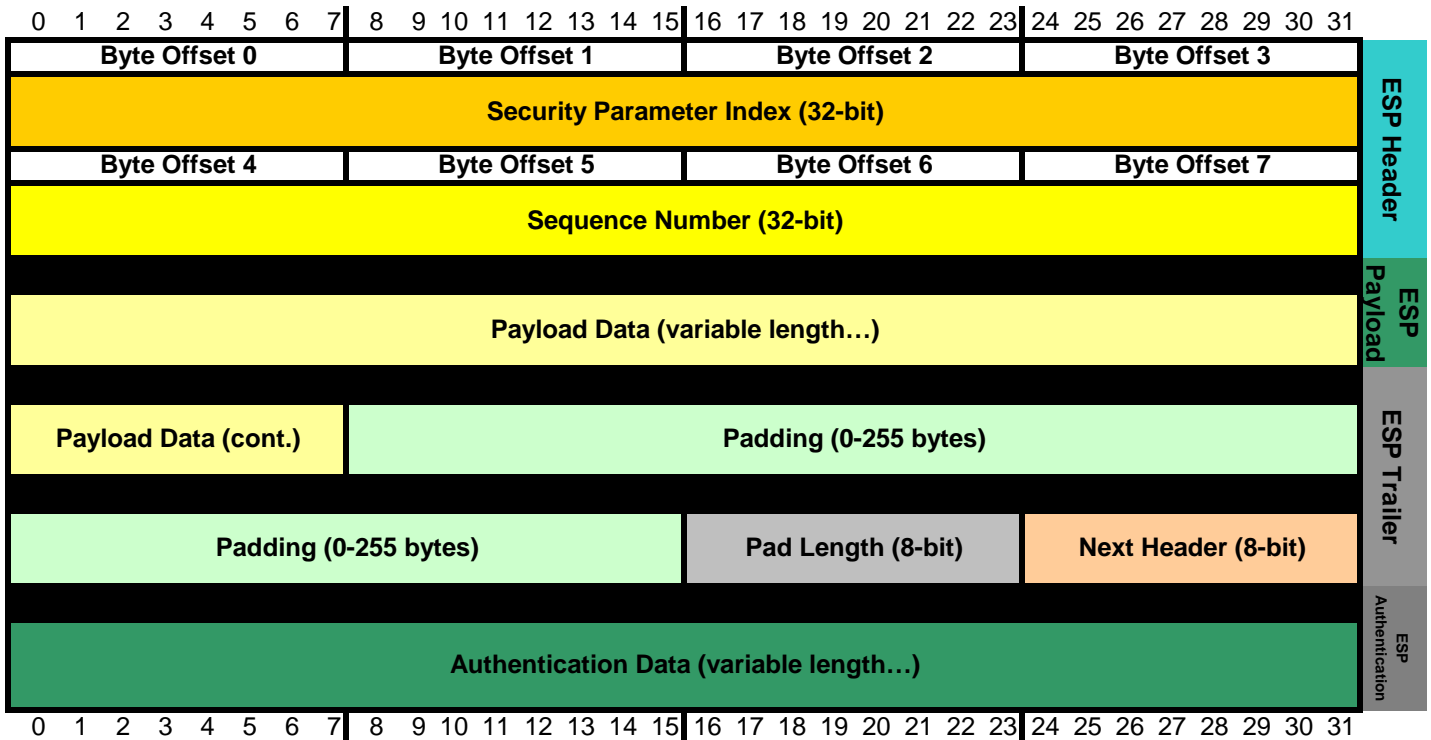 0 1 2 3 4 5 6 7 8 9 10 11 12 13 14 15 16 17 18 19 20 21 22 23 24 25 26 27 28 29 30 31
Byte Offset 0 Byte Offset 1 Byte Offset 2 Byte Offset 3
Security Parameter Index (32-bit)
Byte Offset 4 Byte Offset 5 Byte Offset 6 Byte Offset 7
Sequence Number (32-bit)
ESP Header
Payload Data (variable length…)
ESP
Payload
Payload Data (cont.) Padding (0-255 bytes)
Padding (0-255 bytes) Pad Length (8-bit) Next Header (8-bit)
ESP Trailer
Authentication Data (variable length…)
ESP
Authentication
0 1 2 3 4 5 6 7 8 9 10 11 12 13 14 15 16 17 18 19 20 21 22 23 24 25 26 27 28 29 30 31